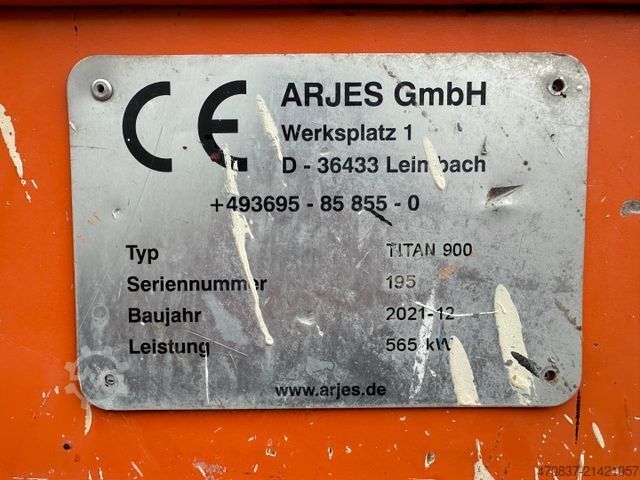 CE
ARJES GmbH
Werksplatz 1
D - 36433 Leimbach
+493695 - 85 855 - 0
Typ TITAN 900
Seriennummer 195
Baujahr 2021-12
Leistung 565 kW
www.arjes.de
470837-21421057